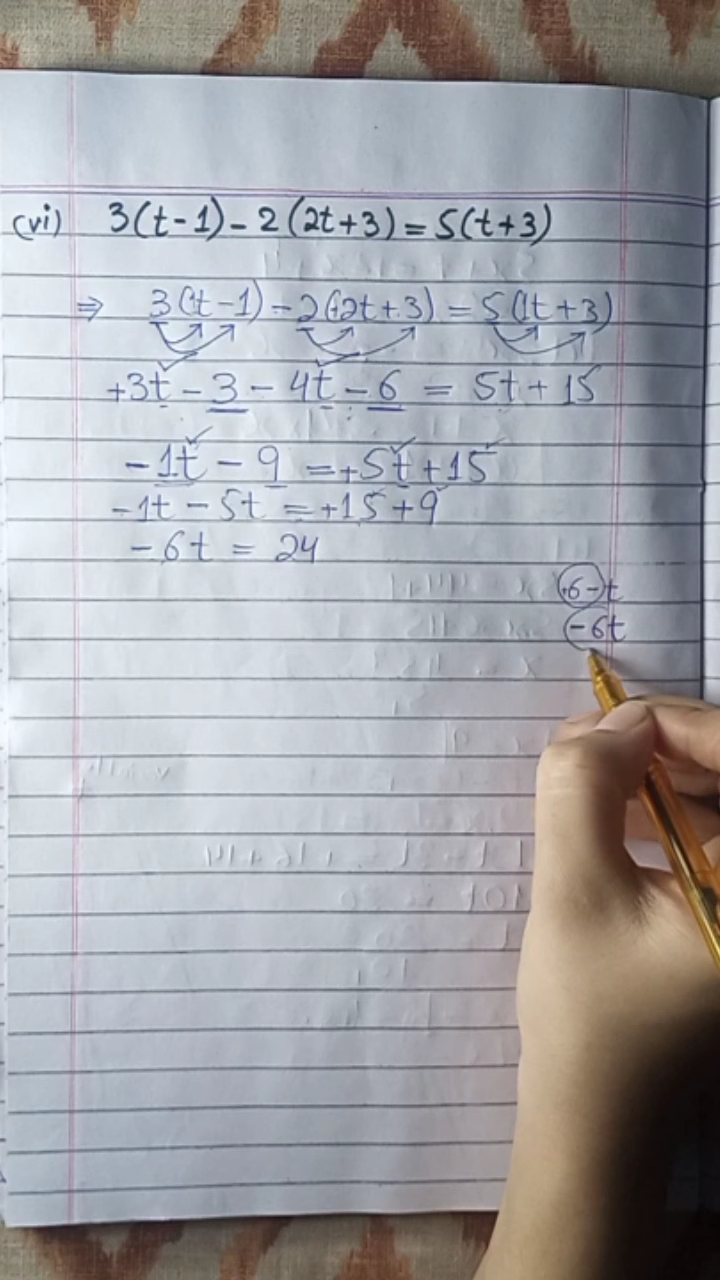 (vi) 3(t-1)-2(2t+3)=5(t+3)
⇒ 3(1t-1)-2(+2t+3)=5(1t+3)
+3t-3-4t-6=5t+15
-1t-9=+5t+15
-1t-5t=+15+9
-6t=24
+6-t
-6t